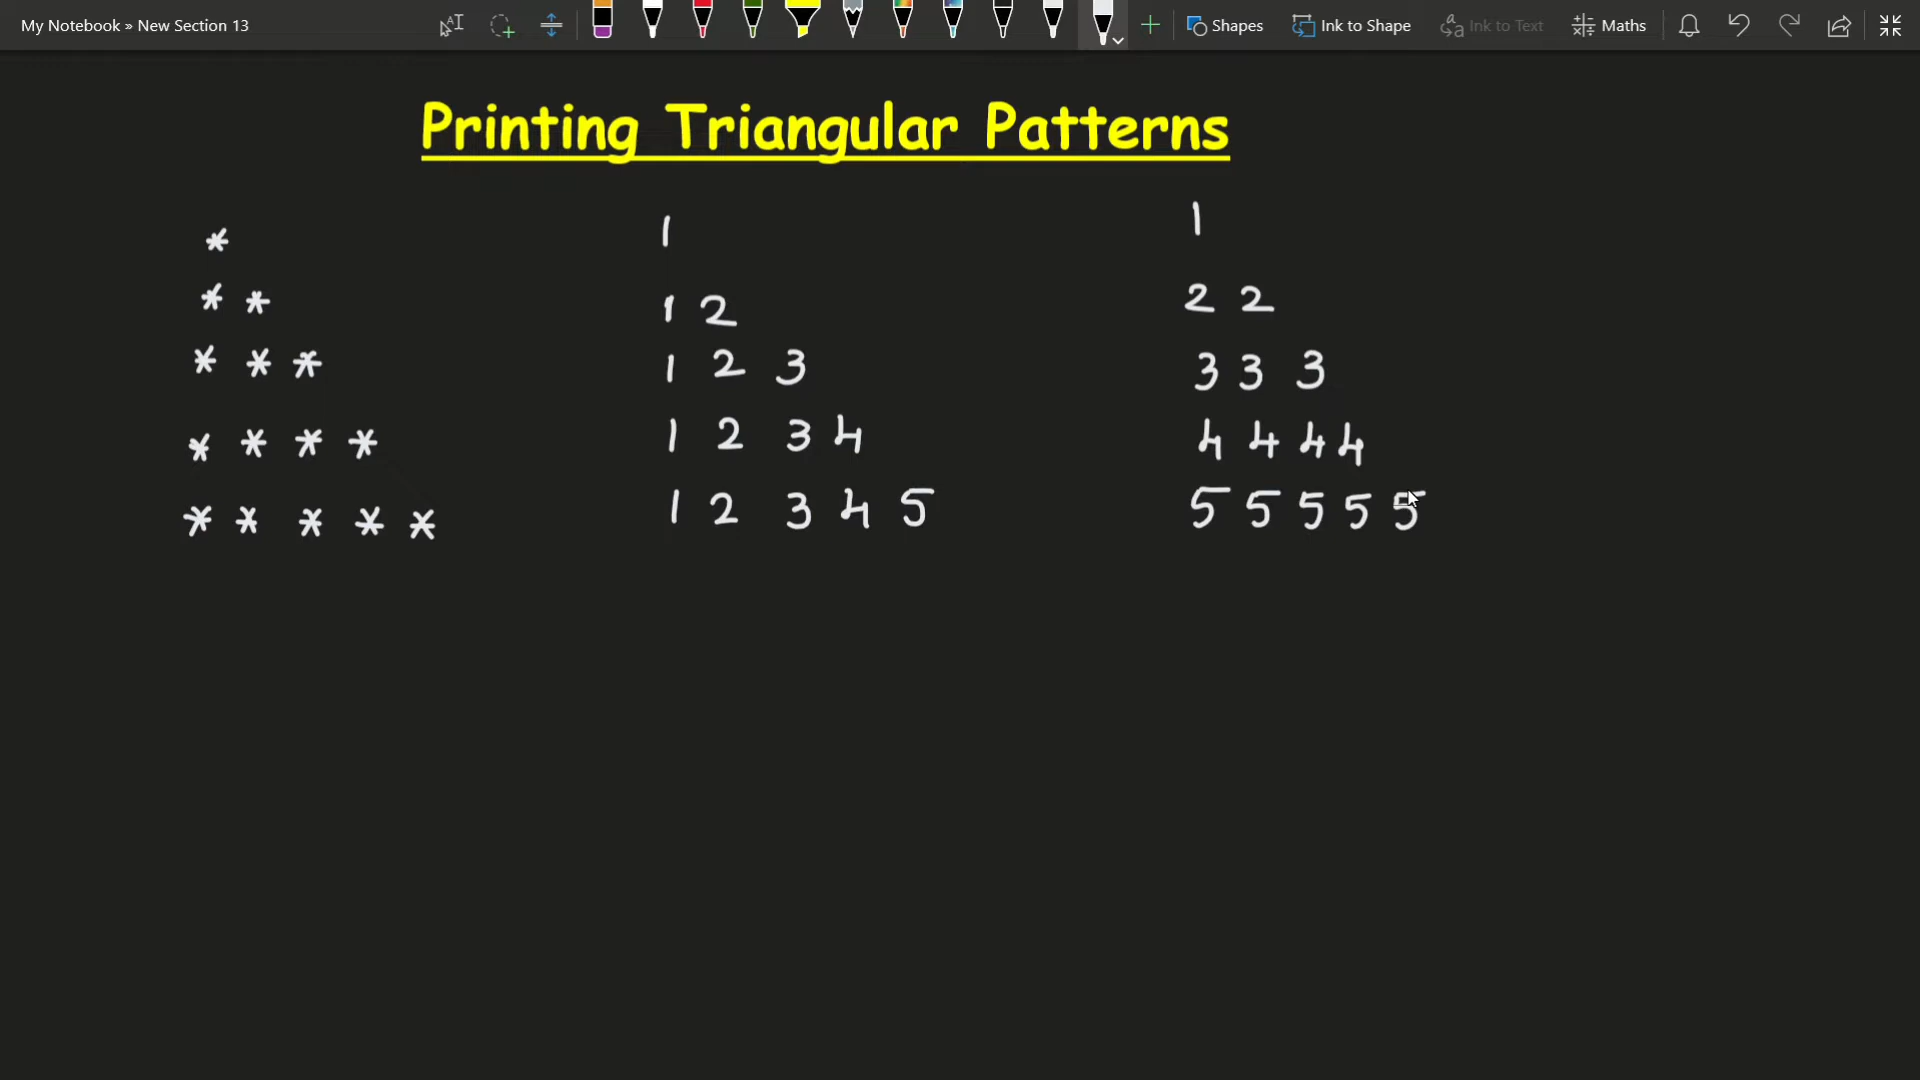 My Notebook » New Section 13
Shapes
Ink to Shape
Ink to Text
Maths
Printing Triangular Patterns
*
* *
* * *
* * * *
* * * * *
1
1 2
1 2 3
1 2 3 4
1 2 3 4 5
1
2 2
3 3 3
4 4 4 4
5 5 5 5 5